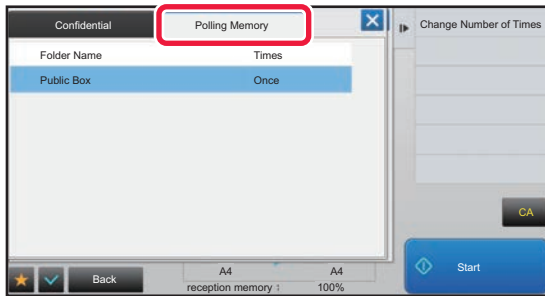 Confidential
Polling Memory
Change Number of Times
Folder Name Times
Public Box Once
CA
Start
Back
A4 A4
reception memory : 100%